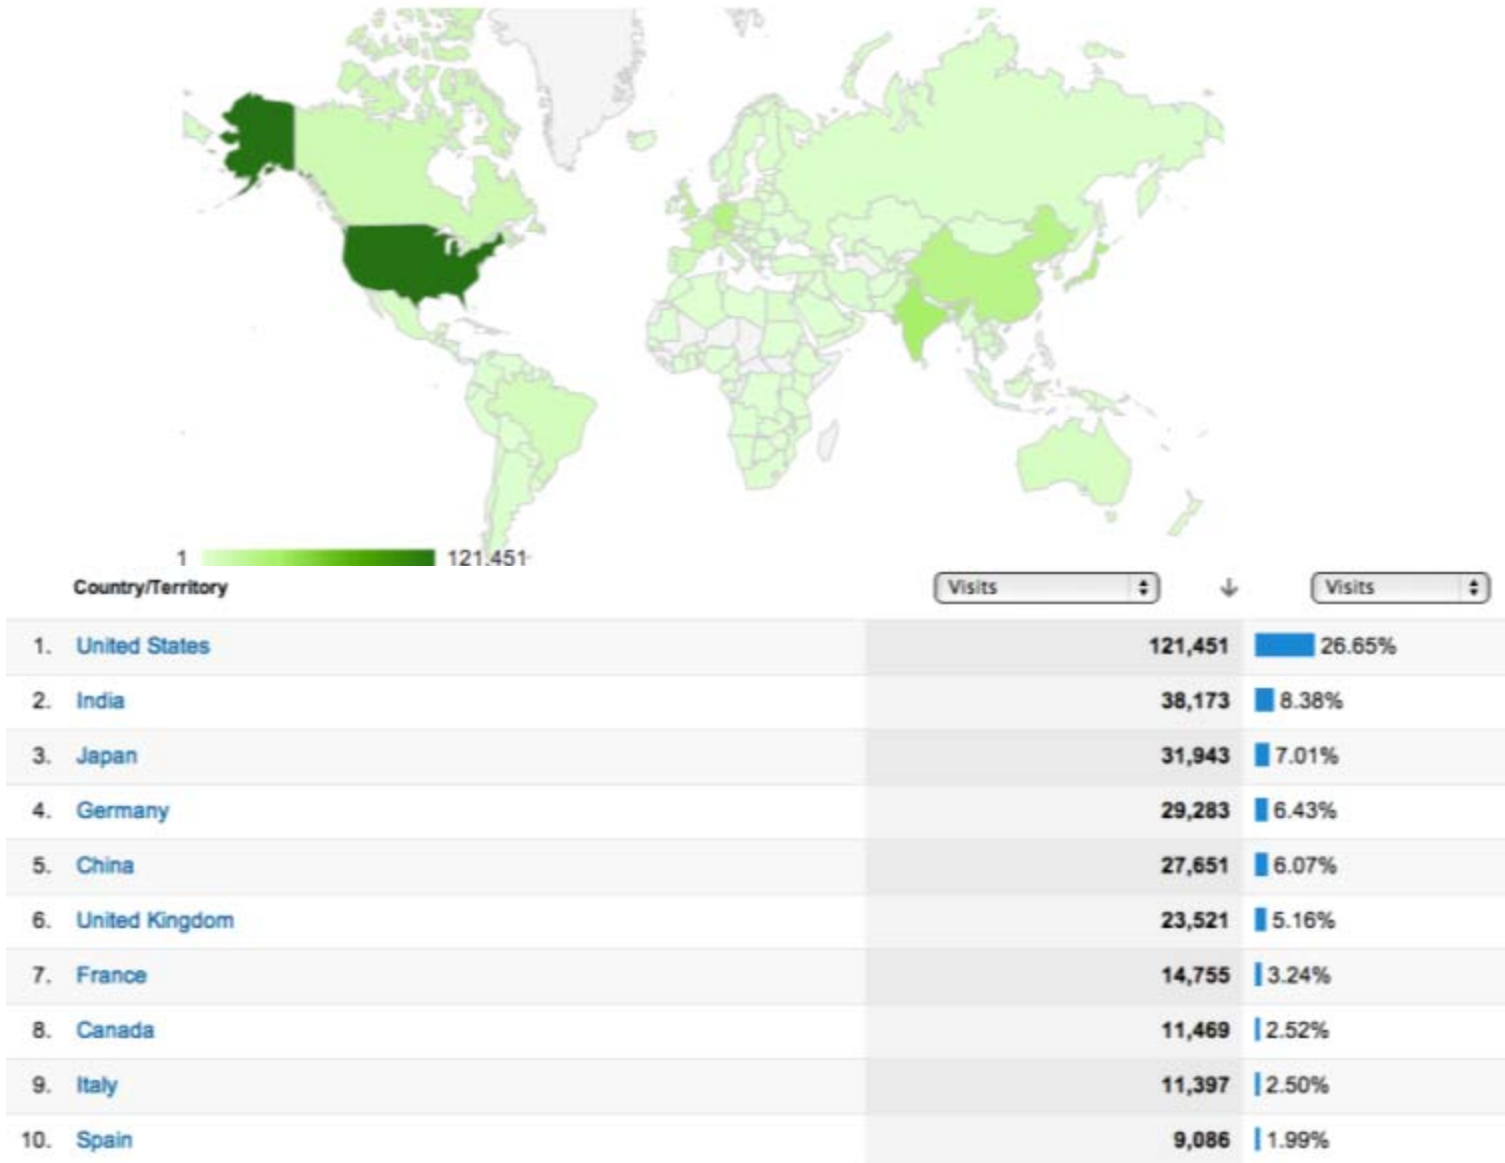 1 121,451
Country/Territory Visits Visits
1. United States 121,451 26.65%
2. India 38,173 8.38%
3. Japan 31,943 7.01%
4. Germany 29,283 6.43%
5. China 27,651 6.07%
6. United Kingdom 23,521 5.16%
7. France 14,755 3.24%
8. Canada 11,469 2.52%
9. Italy 11,397 2.50%
10. Spain 9,086 1.99%